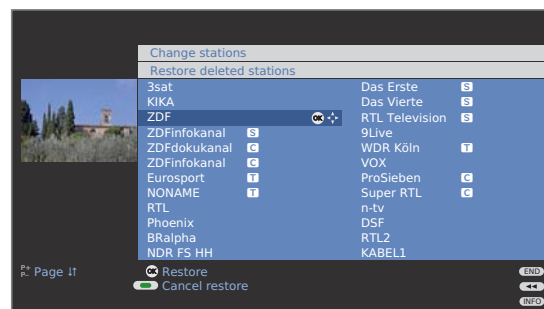 Change stations
Restore deleted stations
3sat
KIKA
ZDF OK
ZDFinfokanal S
ZDFdokukanal C
ZDFinfokanal C
Eurosport T
NONAME T
RTL
Phoenix
BRalpha
NDR FS HH
Das Erste S
Das Vierte S
RTL Television S
9Live
WDR Köln T
VOX
ProSieben C
Super RTL C
n-tv
DSF
RTL2
KABEL1
P+
P- Page
OK Restore
Cancel restore
END
INFO